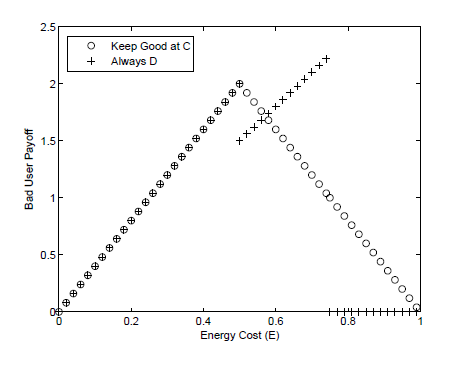 2.5
Keep Good at C
Always D
2
1.5
1
0.5
0
0 0.2 0.4 0.6 0.8 1
Bad User Payoff
Energy Cost (E)